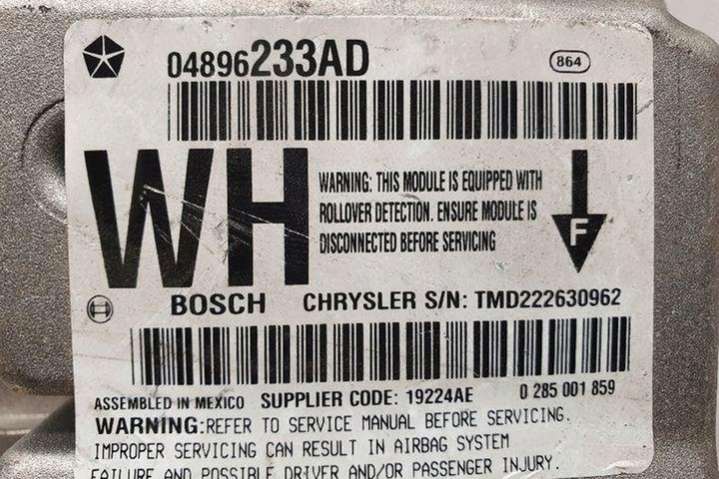 04896233AD
864
WH
WARNING: THIS MODULE IS EQUIPPED WITH
ROLLOVER DETECTION. ENSURE MODULE IS
DISCONNECTED BEFORE SERVICING
F
BOSCH CHRYSLER S/N: TMD222630962
ASSEMBLED IN MEXICO SUPPLIER CODE: 19224AE 0 285 001 859
WARNING:REFER TO SERVICE MANUAL BEFORE SERVICING.
IMPROPER SERVICING CAN RESULT IN AIRBAG SYSTEM
FAILURE AND POSSIBLE DRIVER AND/OR PASSENGER INJURY.